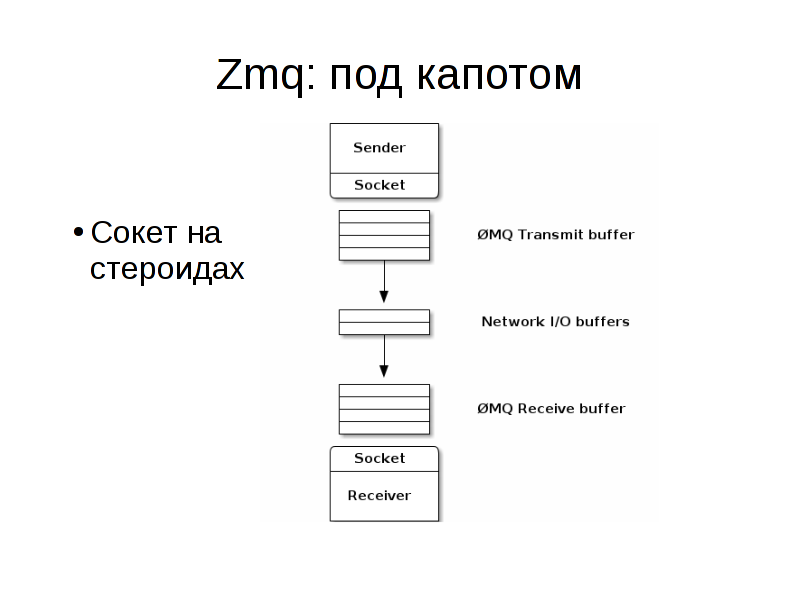 Zmq: под капотом
• Сокет на
стероидах
Sender
Socket
ØMQ Transmit buffer
Network I/O buffers
ØMQ Receive buffer
Socket
Receiver